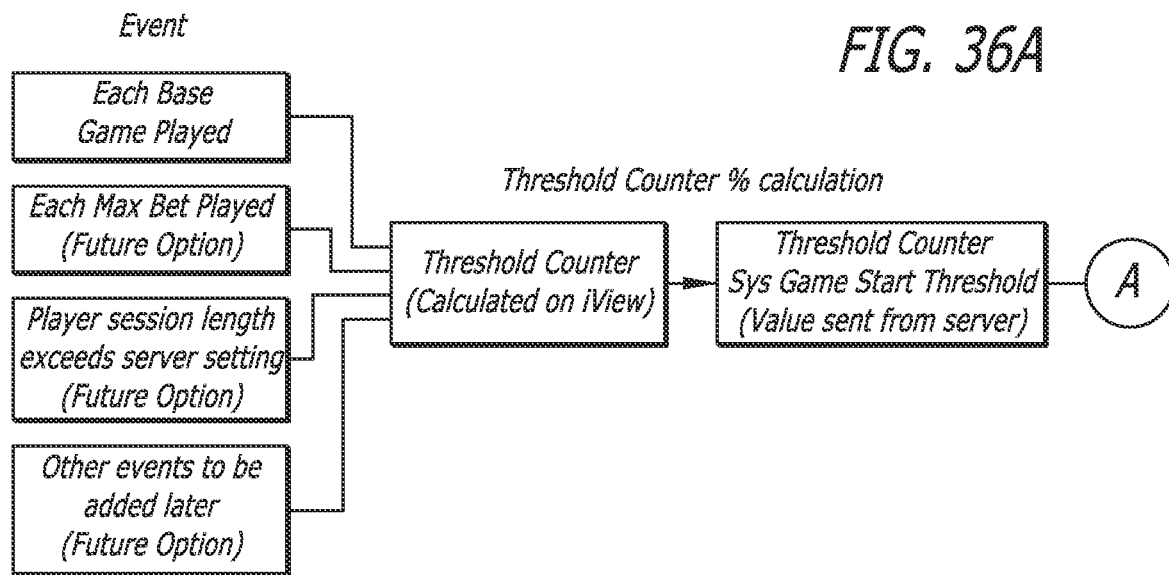 Event
FIG. 36A
Each Base
Game Played
Each Max Bet Played
(Future Option)
Player session length
exceeds server setting
(Future Option)
Other events to be
added later
(Future Option)
Threshold Counter % calculation
Threshold Counter
(Calculated on iView)
Threshold Counter
Sys Game Start Threshold
(Value sent from server)
A